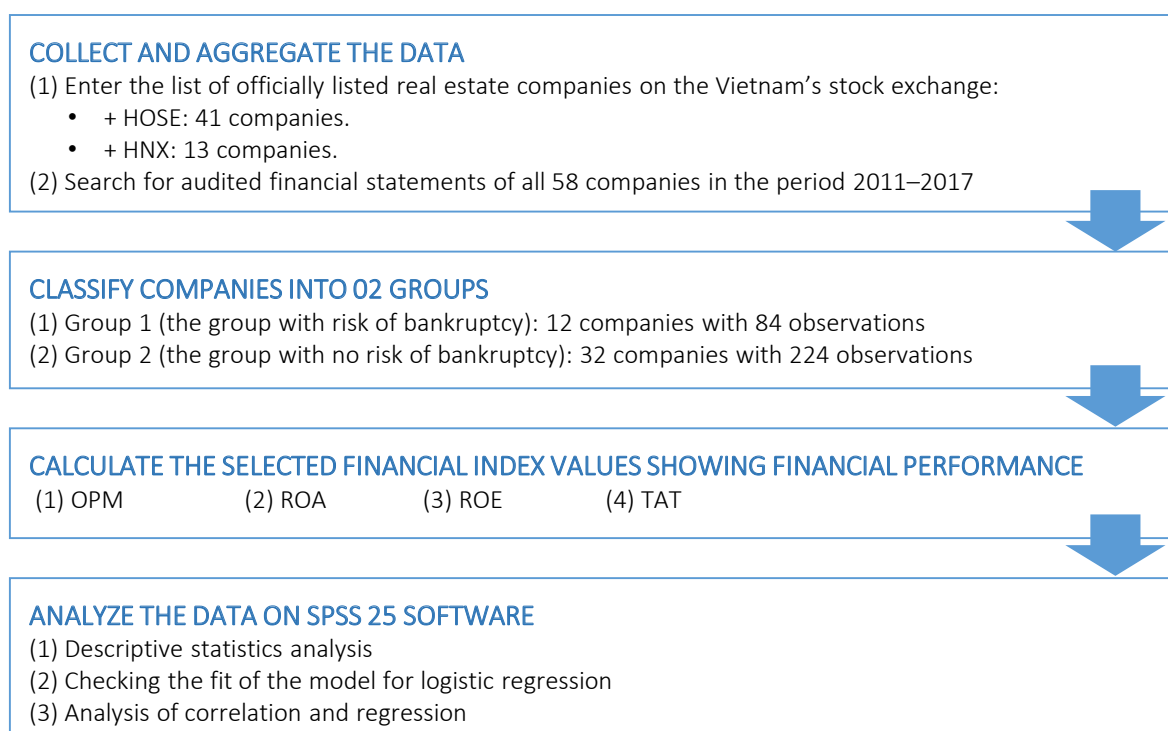 COLLECT AND AGGREGATE THE DATA
(1) Enter the list of officially listed real estate companies on the Vietnam’s stock exchange:
• + HOSE: 41 companies.
• + HNX: 13 companies.
(2) Search for audited financial statements of all 58 companies in the period 2011–2017
CLASSIFY COMPANIES INTO 02 GROUPS
(1) Group 1 (the group with risk of bankruptcy): 12 companies with 84 observations
(2) Group 2 (the group with no risk of bankruptcy): 32 companies with 224 observations
CALCULATE THE SELECTED FINANCIAL INDEX VALUES SHOWING FINANCIAL PERFORMANCE
(1) OPM (2) ROA (3) ROE (4) TAT
ANALYZE THE DATA ON SPSS 25 SOFTWARE
(1) Descriptive statistics analysis
(2) Checking the fit of the model for logistic regression
(3) Analysis of correlation and regression